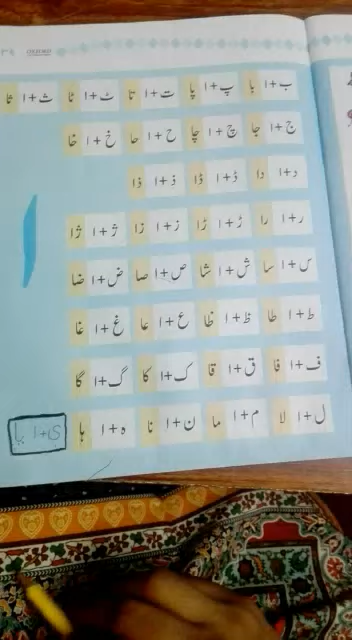 OXFORD
ب+ا با پ+ا پا ت+ا تا ٹ+ا ٹا ث+ا ثا
ج+ا جا چ+ا چا ح+ا حا خ+ا خا
د+ا دا ڈ+ا ڈا ذ+ا ذا
ر+ا را ڑ+ا ڑا ز+ا زا ژ+ا ژا
س+ا سا ش+ا شا ص+ا صا ض+ا ضا
ط+ا طا ظ+ا ظا ع+ا عا غ+ا غا
ف+ا فا ق+ا قا ک+ا کا گ+ا گا
ل+ا لا م+ا ما ن+ا نا ہ+ا ہا ی+ا یا